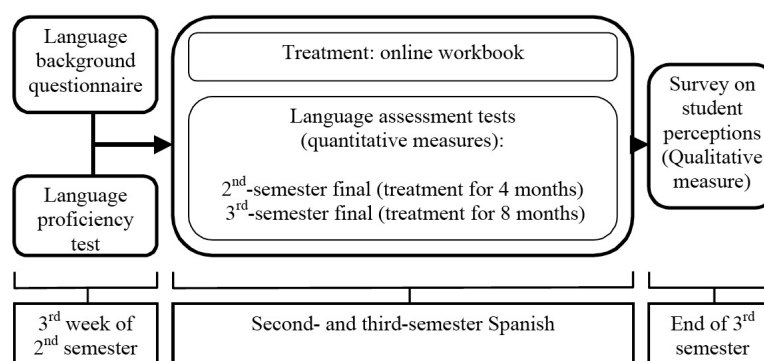 Language
background
questionnaire
Language
proficiency
test
Treatment: online workbook
Language assessment tests
(quantitative measures):
2nd-semester final (treatment for 4 months)
3rd-semester final (treatment for 8 months)
Survey on
student
perceptions
(Qualitative
measure)
3rd week of
2nd semester
Second- and third-semester Spanish
End of 3rd
semester